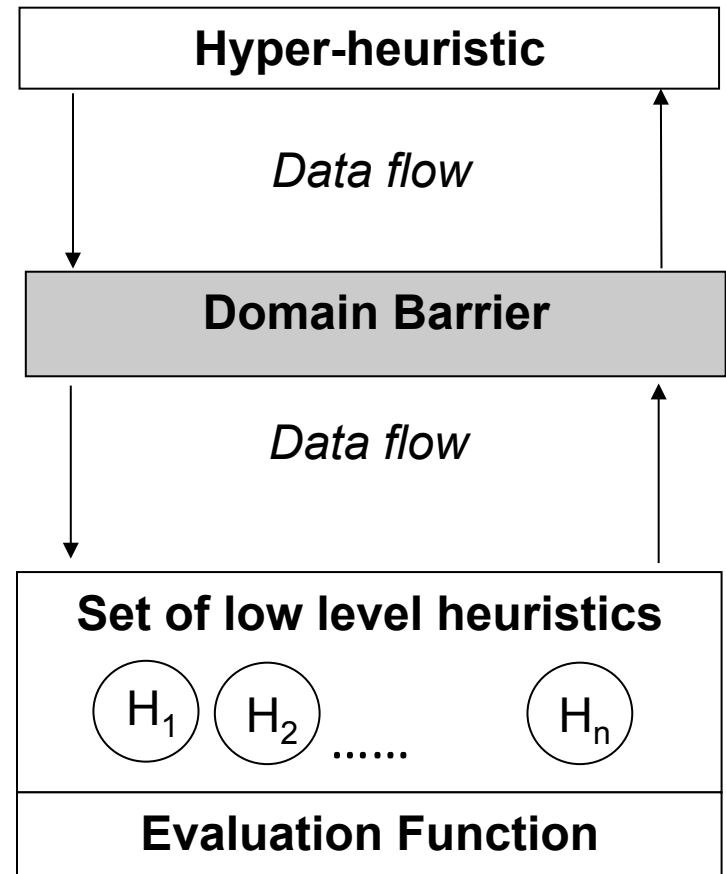 Hyper-heuristic
Data flow
Domain Barrier
Data flow
Set of low level heuristics
H₁ H₂ ...... Hₙ
Evaluation Function